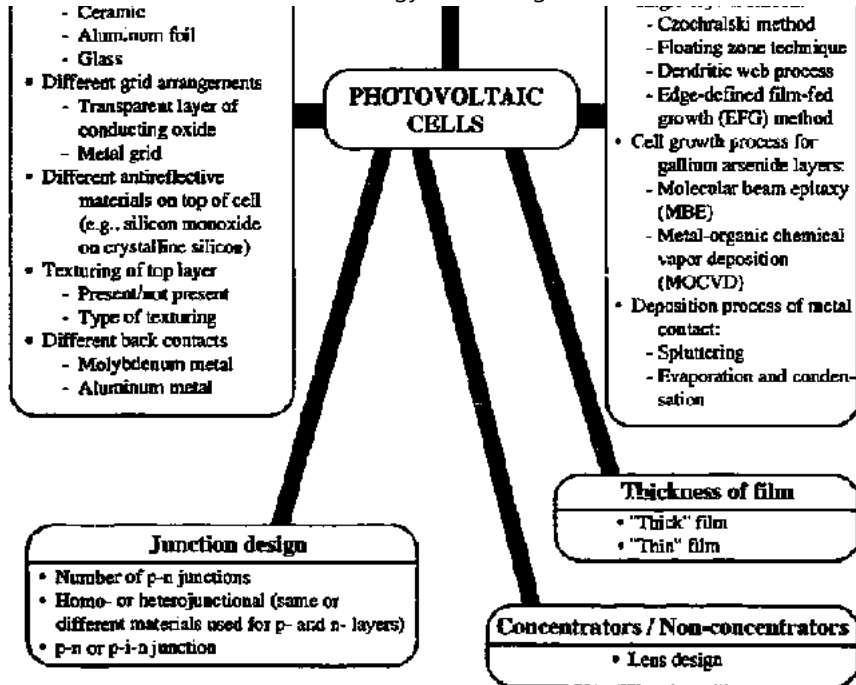 - Ceramic
- Aluminum foil
- Glass
• Different grid arrangements
- Transparent layer of
conducting oxide
- Metal grid
• Different antireflective
materials on top of cell
(e.g., silicon monoxide
on crystalline silicon)
• Texturing of top layer
- Present/not present
- Type of texturing
• Different back contacts
- Molybdenum metal
- Aluminum metal
PHOTOVOLTAIC
CELLS
- Czochralski method
- Floating zone technique
- Dendritic web process
- Edge-defined film-fed
growth (EFG) method
• Cell growth process for
gallium arsenide layers:
- Molecular beam epitaxy
(MBE)
- Metal-organic chemical
vapor deposition
(MOCVD)
• Deposition process of metal
contact:
- Spluttering
- Evaporation and conden-
sation
Thickness of film
• "Thick" film
• "Thin" film
Junction design
• Number of p-n junctions
• Homo- or heterojunctional (same or
different materials used for p- and n- layers)
• p-n or p-i-n junction
Concentrators / Non-concentrators
• Lens design